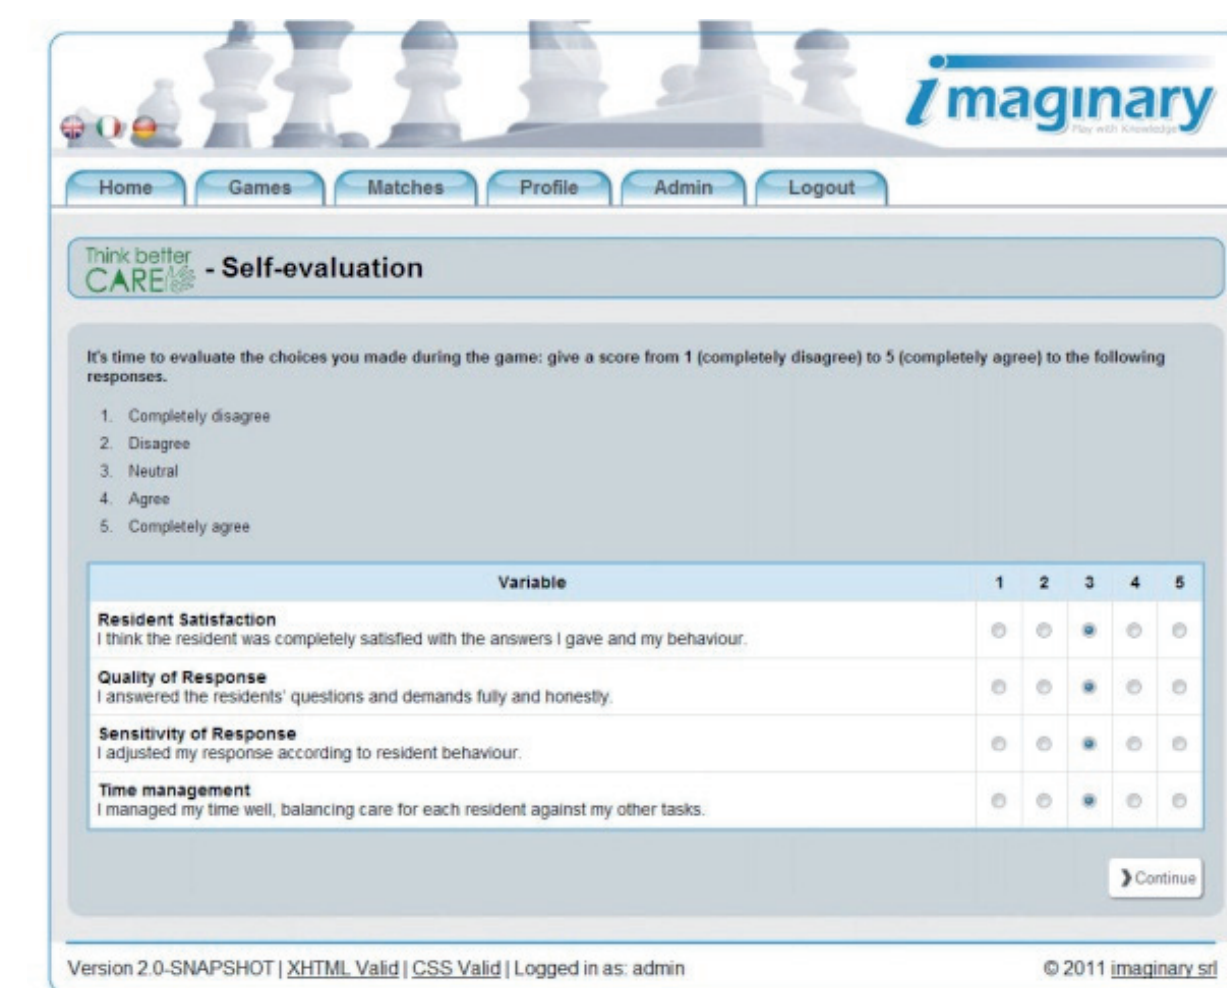 imaginary
Play with Knowledge
Home Games Matches Profile Admin Logout
Think better
CARE - Self-evaluation
It's time to evaluate the choices you made during the game: give a score from 1 (completely disagree) to 5 (completely agree) to the following
responses.
1. Completely disagree
2. Disagree
3. Neutral
4. Agree
5. Completely agree
Variable 1 2 3 4 5
Resident Satisfaction
I think the resident was completely satisfied with the answers I gave and my behaviour.
Quality of Response
I answered the residents' questions and demands fully and honestly.
Sensitivity of Response
I adjusted my response according to resident behaviour.
Time management
I managed my time well, balancing care for each resident against my other tasks.
Continue
Version 2.0-SNAPSHOT | XHTML Valid | CSS Valid | Logged in as: admin © 2011 imaginary srl